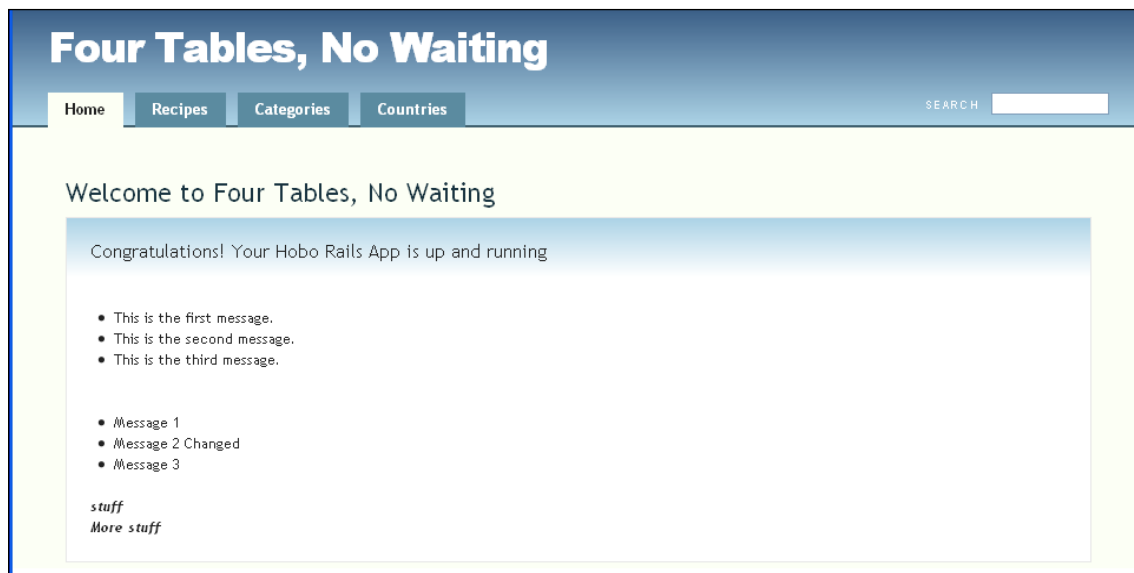 Four Tables, No Waiting
Home Recipes Categories Countries SEARCH
Welcome to Four Tables, No Waiting
Congratulations! Your Hobo Rails App is up and running
• This is the first message.
• This is the second message.
• This is the third message.
• Message 1
• Message 2 Changed
• Message 3
stuff
More stuff